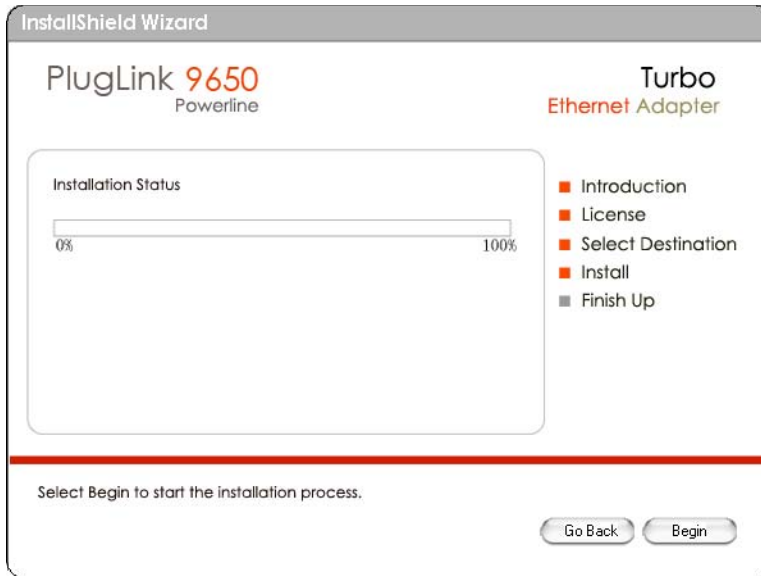 InstallShield Wizard
PlugLink 9650
Powerline
Turbo
Ethernet Adapter
Installation Status
0% 100%
Introduction
License
Select Destination
Install
Finish Up
Select Begin to start the installation process.
Go Back Begin